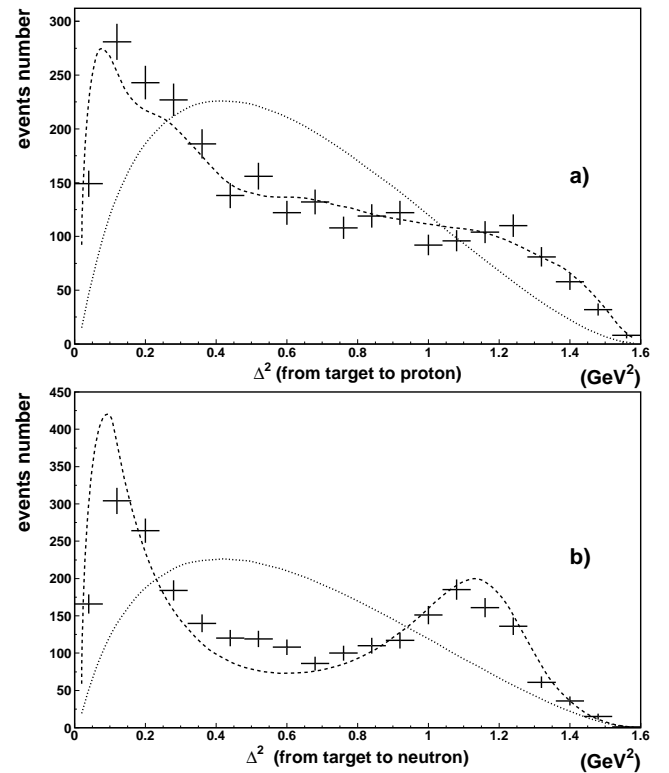 events number
300
250
200
150
100
50
0
a)
0 0.2 0.4 0.6 0.8 1 1.2 1.4 1.6
Δ² (from target to proton)
(GeV²)
events number
450
400
350
300
250
200
150
100
50
0
b)
0 0.2 0.4 0.6 0.8 1 1.2 1.4 1.6
Δ² (from target to neutron)
(GeV²)